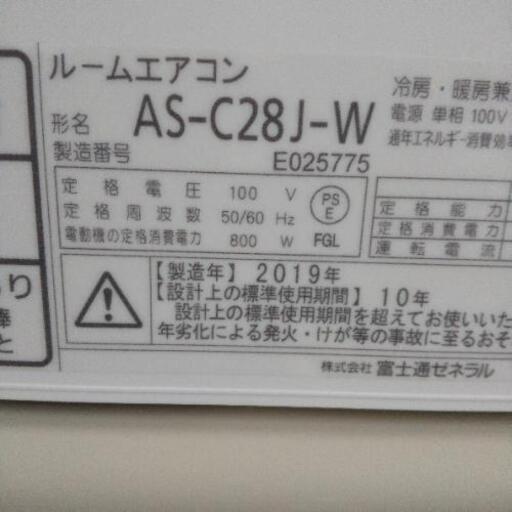 ルームエアコン
冷房・暖房兼
形名 AS-C28J-W
電源 単相 100V
製造番号 E025775
定格電圧 100 V
定格周波数 50/60 Hz
電動機の定格消費電力 800 W
PS
E
FGL
定格能力
定格消費電力
運転電流
【製造年】2019年
【設計上の標準使用期間】10年
設計上の標準使用期間を超えてお使いいた
年劣化による発火・けが等の事故に至るおそ
株式会社 富士通ゼネラル
り
と